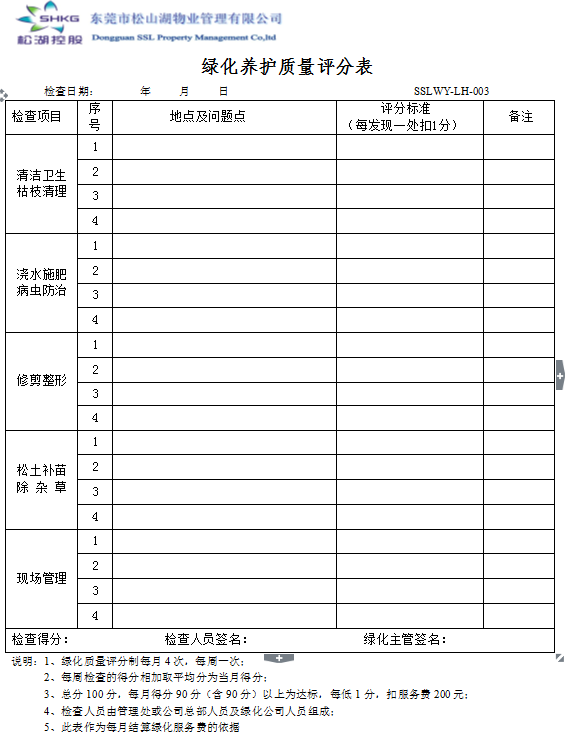 SHKG
松湖控股
东莞市松山湖物业管理有限公司
Dongguan SSL Property Management Co,ltd
绿化养护质量评分表
检查日期： 年 月 日 SSLWY-LH-003
检查项目 序号 地点及问题点 评分标准（每发现一处扣1分） 备注
清洁卫生
枯枝清理
1
2
3
4
浇水施肥
病虫防治
1
2
3
4
修剪整形
1
2
3
4
松土补苗
除 杂 草
1
2
3
4
现场管理
1
2
3
4
检查得分： 检查人员签名： 绿化主管签名：
说明：1、绿化质量评分制每月4次，每周一次；
2、每周检查的得分相加取平均分为当月得分；
3、总分100分，每月得分90分（含90分）以上为达标，每低1分，扣服务费200元；
4、检查人员由管理处或公司总部人员及绿化公司人员组成；
5、此表作为每月结算绿化服务费的依据